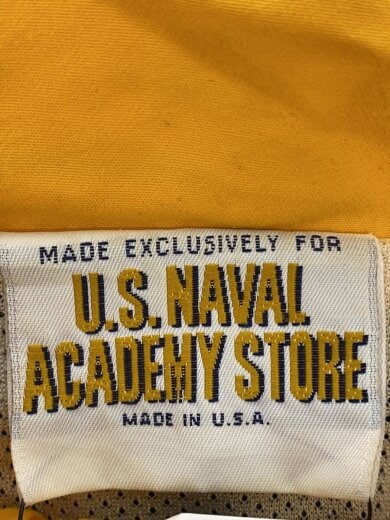 MADE EXCLUSIVELY FOR
U.S. NAVAL
ACADEMY STORE
MADE IN U.S.A.